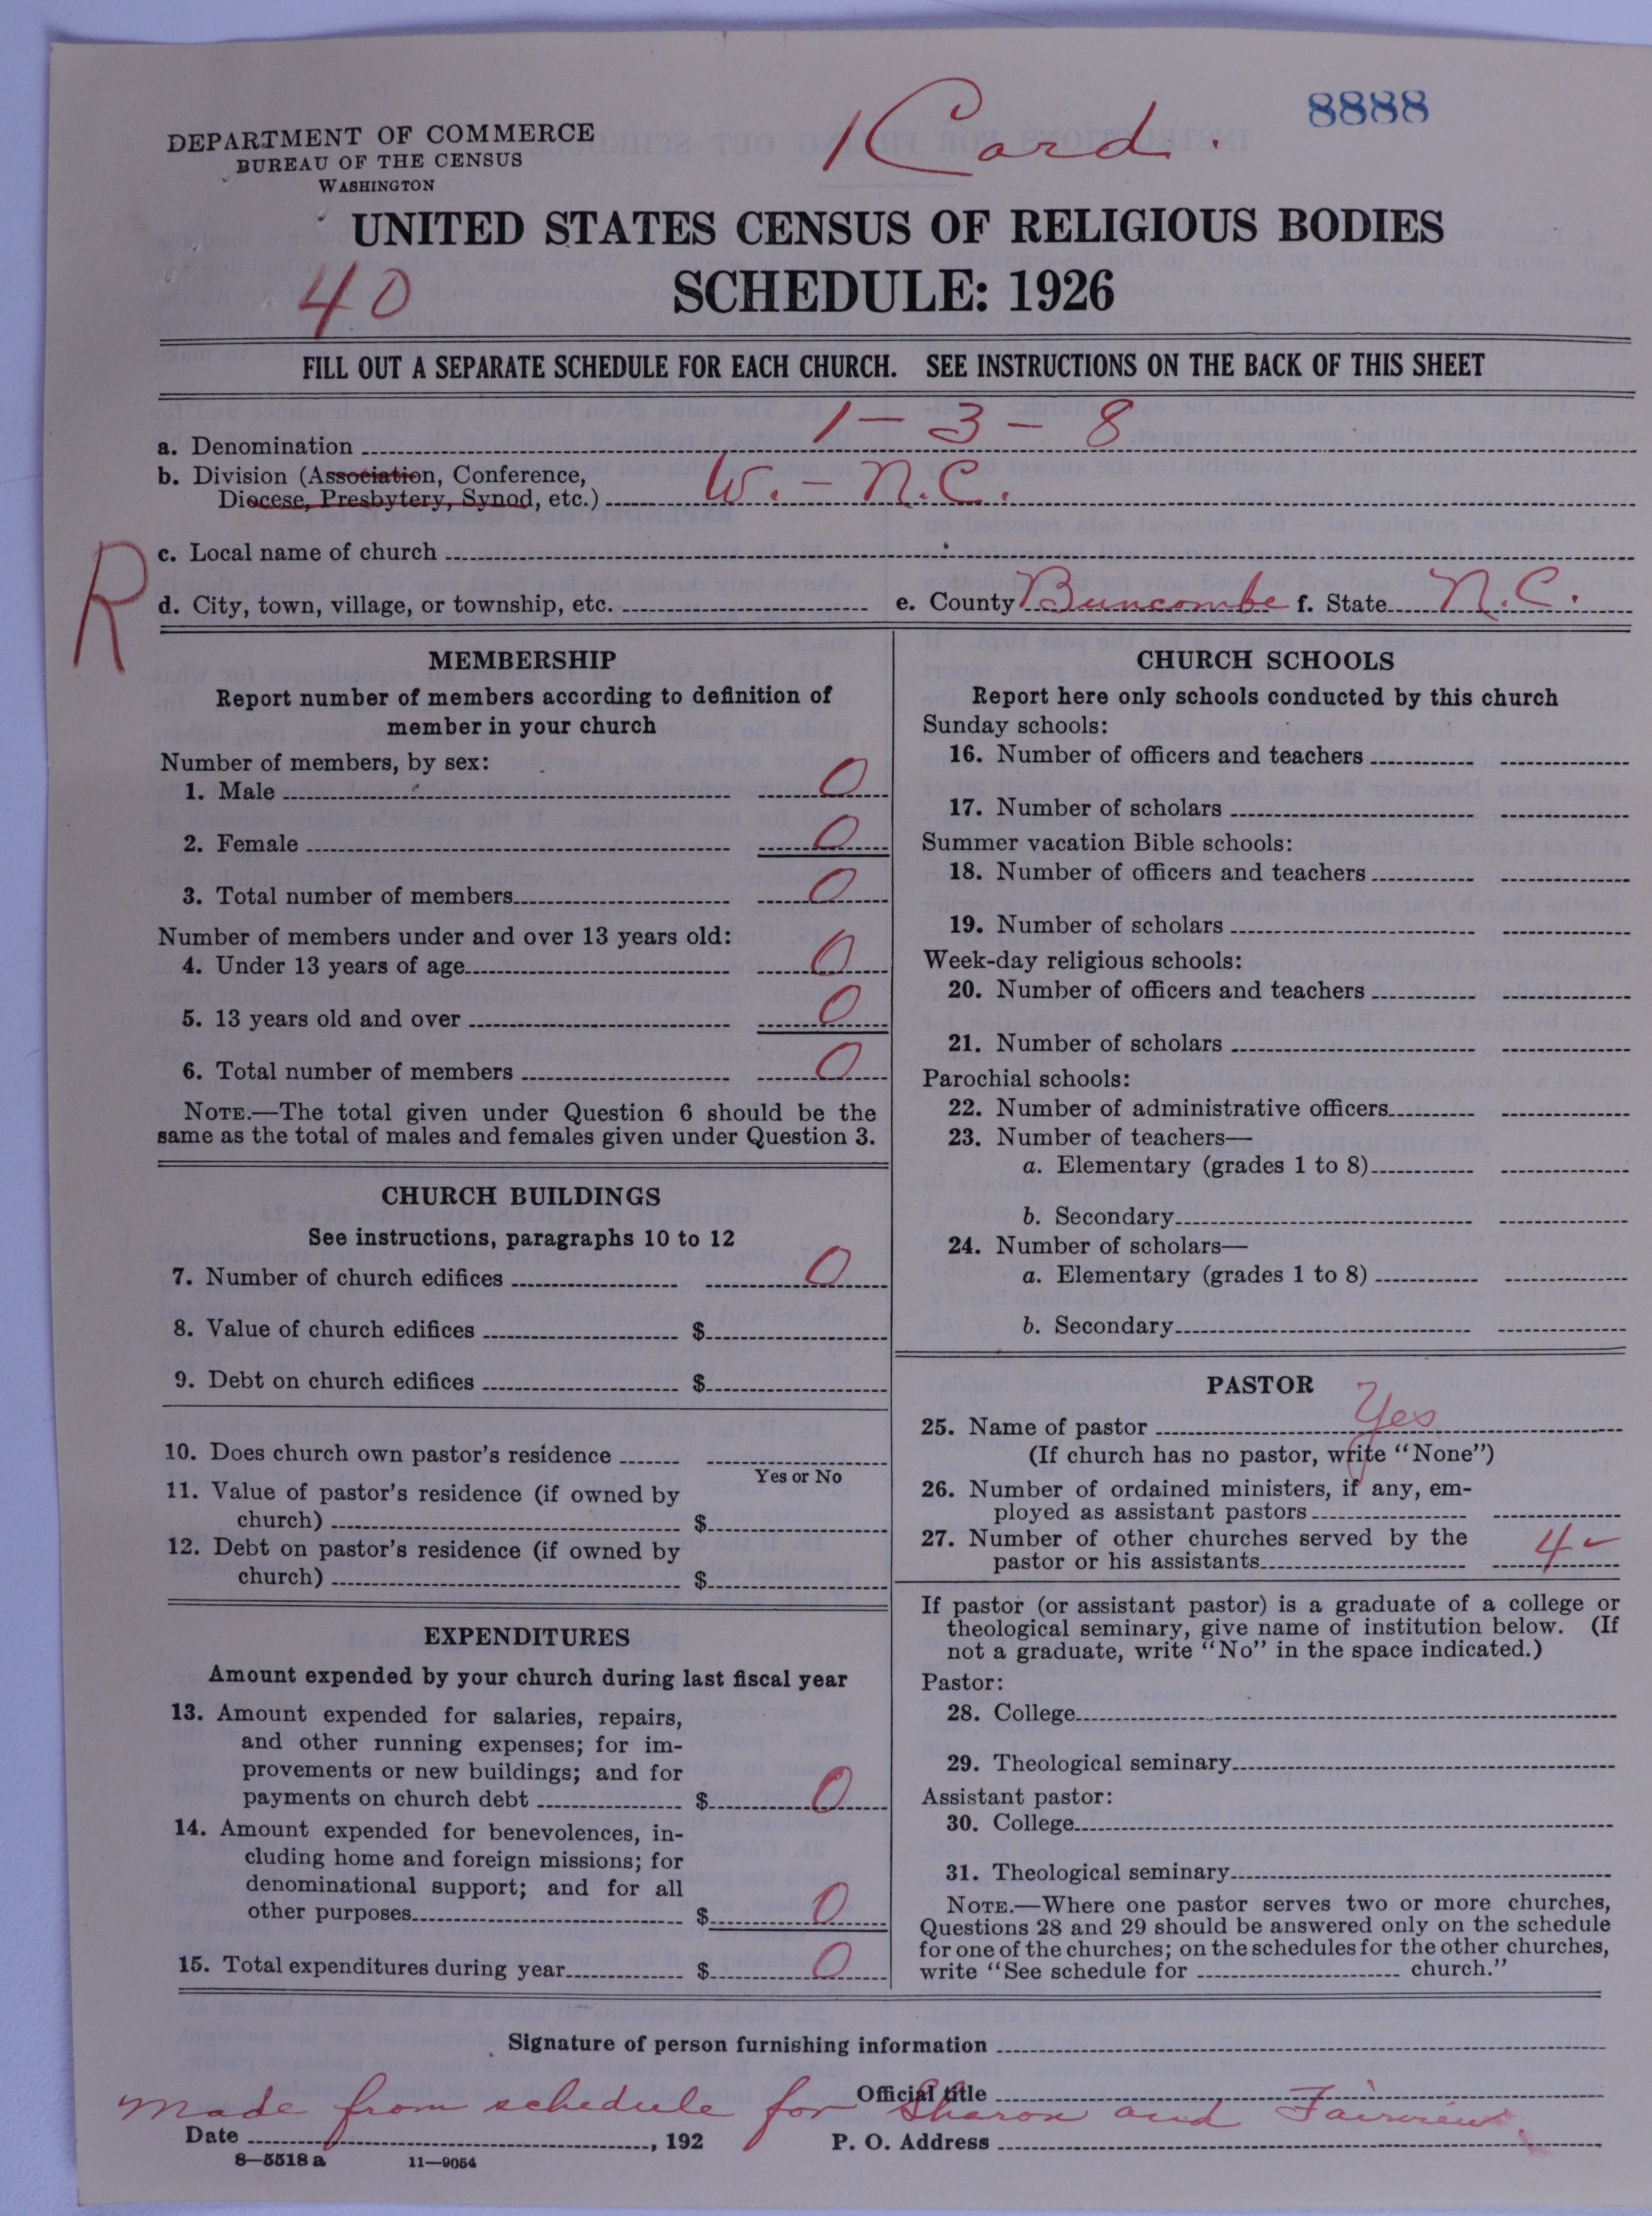 8888
1 Card.
DEPARTMENT OF COMMERCE
BUREAU OF THE CENSUS
WASHINGTON
UNITED STATES CENSUS OF RELIGIOUS BODIES
40
SCHEDULE: 1926
FILL OUT A SEPARATE SCHEDULE FOR EACH CHURCH. SEE INSTRUCTIONS ON THE BACK OF THIS SHEET
a. Denomination 1 – 3 – 8
b. Division (Association, Conference,
Diocese, Presbytery, Synod, etc.) W. – N.C.
R
c. Local name of church
d. City, town, village, or township, etc. e. County Buncombe f. State N.C.
MEMBERSHIP
Report number of members according to definition of
member in your church
Number of members, by sex:
1. Male 0
2. Female 0
3. Total number of members 0
Number of members under and over 13 years old:
4. Under 13 years of age 0
5. 13 years old and over 0
6. Total number of members 0
NOTE.—The total given under Question 6 should be the
same as the total of males and females given under Question 3.
CHURCH BUILDINGS
See instructions, paragraphs 10 to 12
7. Number of church edifices 0
8. Value of church edifices $
9. Debt on church edifices $
10. Does church own pastor's residence
Yes or No
11. Value of pastor's residence (if owned by
church) $
12. Debt on pastor's residence (if owned by
church) $
EXPENDITURES
Amount expended by your church during last fiscal year
13. Amount expended for salaries, repairs,
and other running expenses; for im-
provements or new buildings; and for
payments on church debt $ 0
14. Amount expended for benevolences, in-
cluding home and foreign missions; for
denominational support; and for all
other purposes $ 0
15. Total expenditures during year $ 0
CHURCH SCHOOLS
Report here only schools conducted by this church
Sunday schools:
16. Number of officers and teachers
17. Number of scholars
Summer vacation Bible schools:
18. Number of officers and teachers
19. Number of scholars
Week-day religious schools:
20. Number of officers and teachers
21. Number of scholars
Parochial schools:
22. Number of administrative officers
23. Number of teachers—
a. Elementary (grades 1 to 8)
b. Secondary
24. Number of scholars—
a. Elementary (grades 1 to 8)
b. Secondary
PASTOR
25. Name of pastor Yes
(If church has no pastor, write "None")
26. Number of ordained ministers, if any, em-
ployed as assistant pastors
27. Number of other churches served by the
pastor or his assistants 4 –
If pastor (or assistant pastor) is a graduate of a college or
theological seminary, give name of institution below. (If
not a graduate, write "No" in the space indicated.)
Pastor:
28. College
29. Theological seminary
Assistant pastor:
30. College
31. Theological seminary
NOTE.—Where one pastor serves two or more churches,
Questions 28 and 29 should be answered only on the schedule
for one of the churches; on the schedules for the other churches,
write "See schedule for church."
Signature of person furnishing information
Official title
made from schedule for Sharon and Fairview
Date , 192 P. O. Address
8—5518 a 11—9054